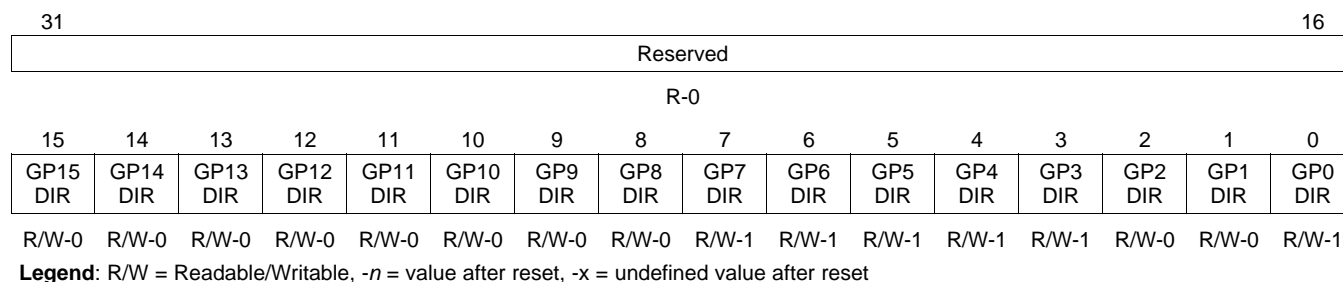 31 16
Reserved
R-0
15 14 13 12 11 10 9 8 7 6 5 4 3 2 1 0
GP15 GP14 GP13 GP12 GP11 GP10 GP9 GP8 GP7 GP6 GP5 GP4 GP3 GP2 GP1 GP0
DIR DIR DIR DIR DIR DIR DIR DIR DIR DIR DIR DIR DIR DIR DIR DIR
R/W-0 R/W-0 R/W-0 R/W-0 R/W-0 R/W-0 R/W-0 R/W-0 R/W-1 R/W-1 R/W-1 R/W-1 R/W-1 R/W-0 R/W-0 R/W-1
Legend: R/W = Readable/Writable, -n = value after reset, -x = undefined value after reset